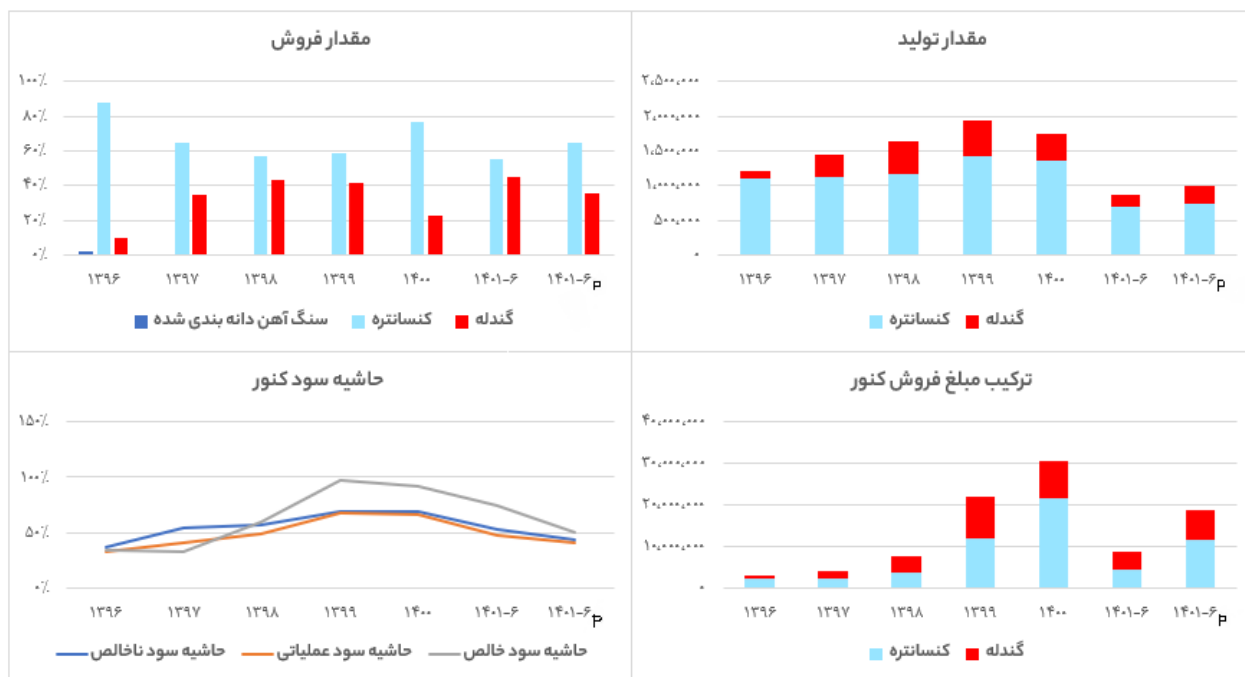 مقدار فروش
۱۰۰٪
۸۰٪
۶۰٪
۴۰٪
۲۰٪
۰٪
۱۳۹۶ ۱۳۹۷ ۱۳۹۸ ۱۳۹۹ ۱۴۰۰ ۱۴۰۱-۶ ۱۴۰۱-۶م
سنگ آهن دانه بندی شده کنسانتره گندله
مقدار تولید
۲,۵۰۰,۰۰۰
۲,۰۰۰,۰۰۰
۱,۵۰۰,۰۰۰
۱,۰۰۰,۰۰۰
۵۰۰,۰۰۰
۰
۱۳۹۶ ۱۳۹۷ ۱۳۹۸ ۱۳۹۹ ۱۴۰۰ ۱۴۰۱-۶ ۱۴۰۱-۶م
کنسانتره گندله
حاشیه سود کنور
۱۵۰٪
۱۰۰٪
۵۰٪
۰٪
۱۳۹۶ ۱۳۹۷ ۱۳۹۸ ۱۳۹۹ ۱۴۰۰ ۱۴۰۱-۶ ۱۴۰۱-۶م
حاشیه سود ناخالص حاشیه سود عملیاتی حاشیه سود خالص
ترکیب مبلغ فروش کنور
۴۰,۰۰۰,۰۰۰
۳۰,۰۰۰,۰۰۰
۲۰,۰۰۰,۰۰۰
۱۰,۰۰۰,۰۰۰
۰
۱۳۹۶ ۱۳۹۷ ۱۳۹۸ ۱۳۹۹ ۱۴۰۰ ۱۴۰۱-۶ ۱۴۰۱-۶م
کنسانتره گندله